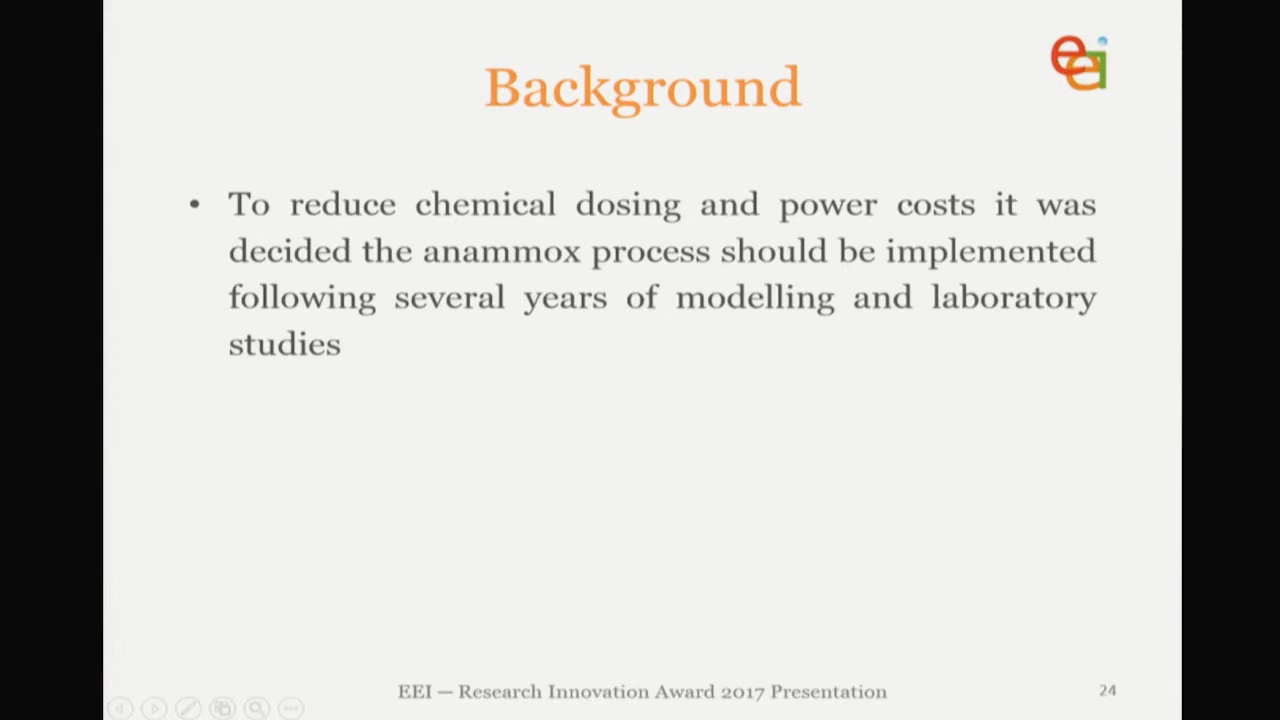 eei
Background
• To reduce chemical dosing and power costs it was
decided the anammox process should be implemented
following several years of modelling and laboratory
studies
EEI — Research Innovation Award 2017 Presentation
24